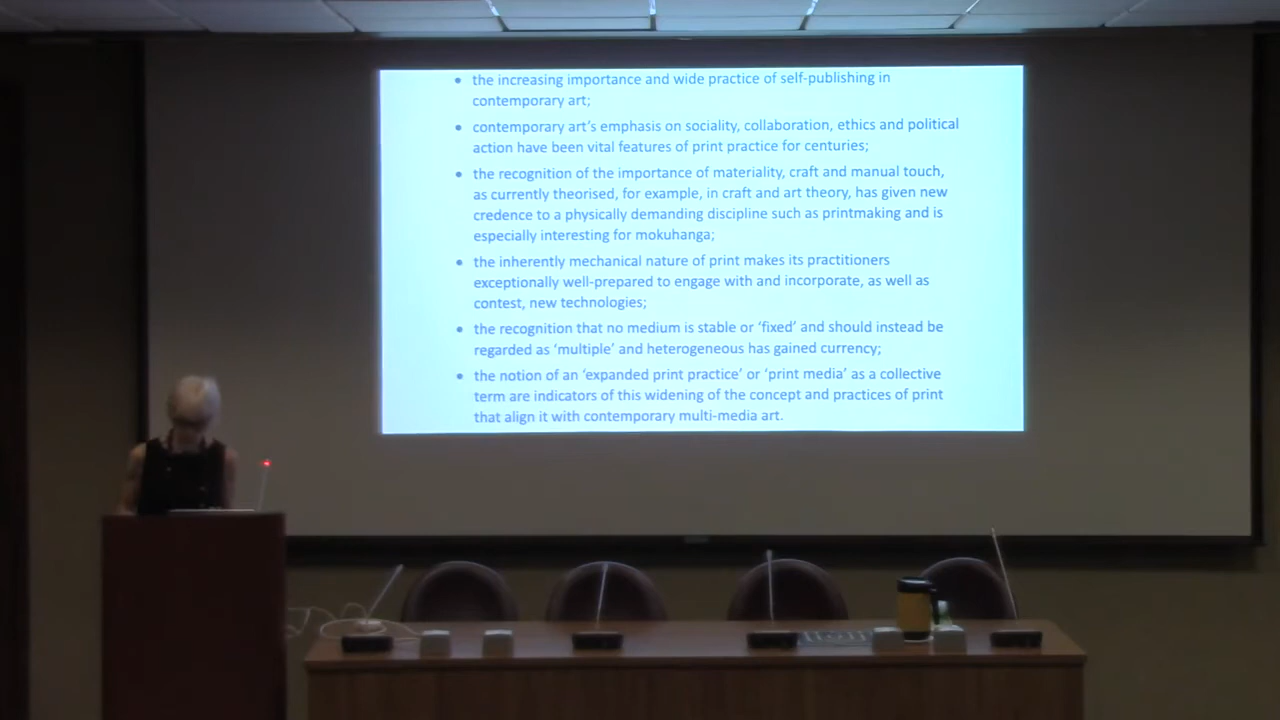 • the increasing importance and wide practice of self-publishing in
contemporary art;
• contemporary art's emphasis on sociality, collaboration, ethics and political
action have been vital features of print practice for centuries;
• the recognition of the importance of materiality, craft and manual touch,
as currently theorised, for example, in craft and art theory, has given new
credence to a physically demanding discipline such as printmaking and is
especially interesting for mokuhanga;
• the inherently mechanical nature of print makes its practitioners
exceptionally well-prepared to engage with and incorporate, as well as
contest, new technologies;
• the recognition that no medium is stable or ‘fixed’ and should instead be
regarded as ‘multiple’ and heterogeneous has gained currency;
• the notion of an ‘expanded print practice’ or ‘print media’ as a collective
term are indicators of this widening of the concept and practices of print
that align it with contemporary multi-media art.